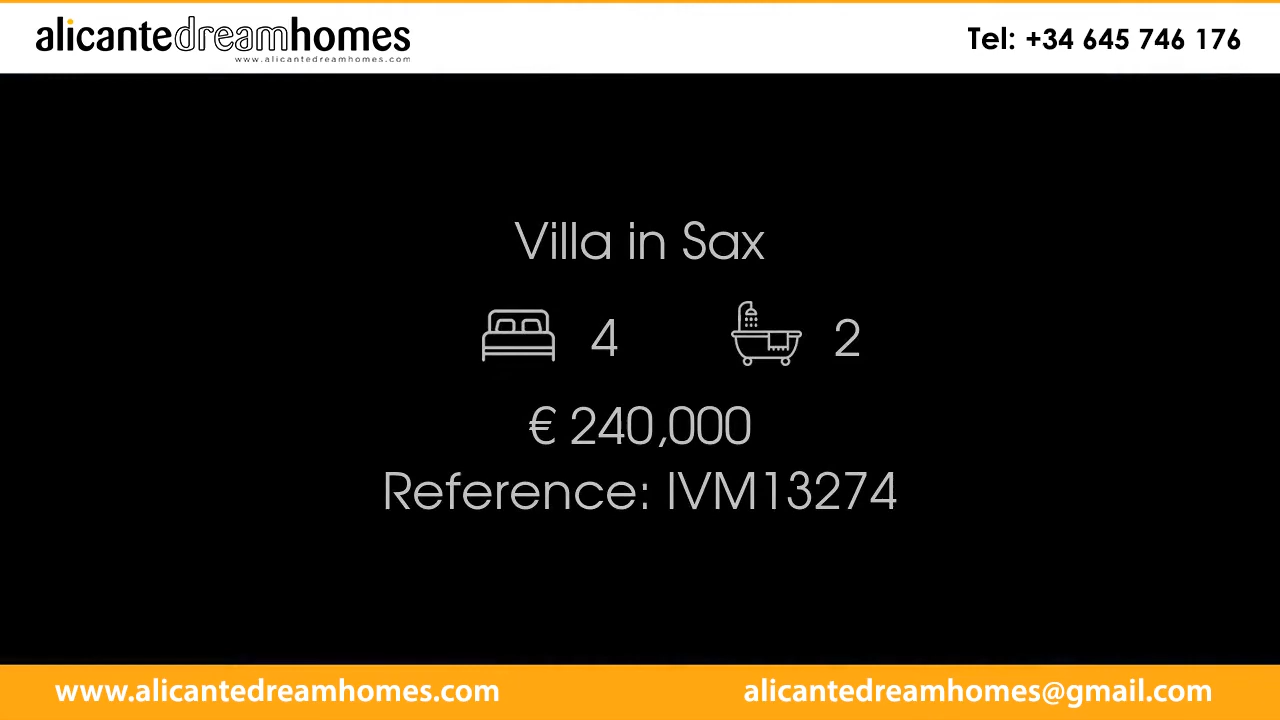 alicantedreamhomes
www.alicantedreamhomes.com
Tel: +34 645 746 176
Villa in Sax
4 2
€ 240,000
Reference: IVM13274
www.alicantedreamhomes.com
alicantedreamhomes@gmail.com